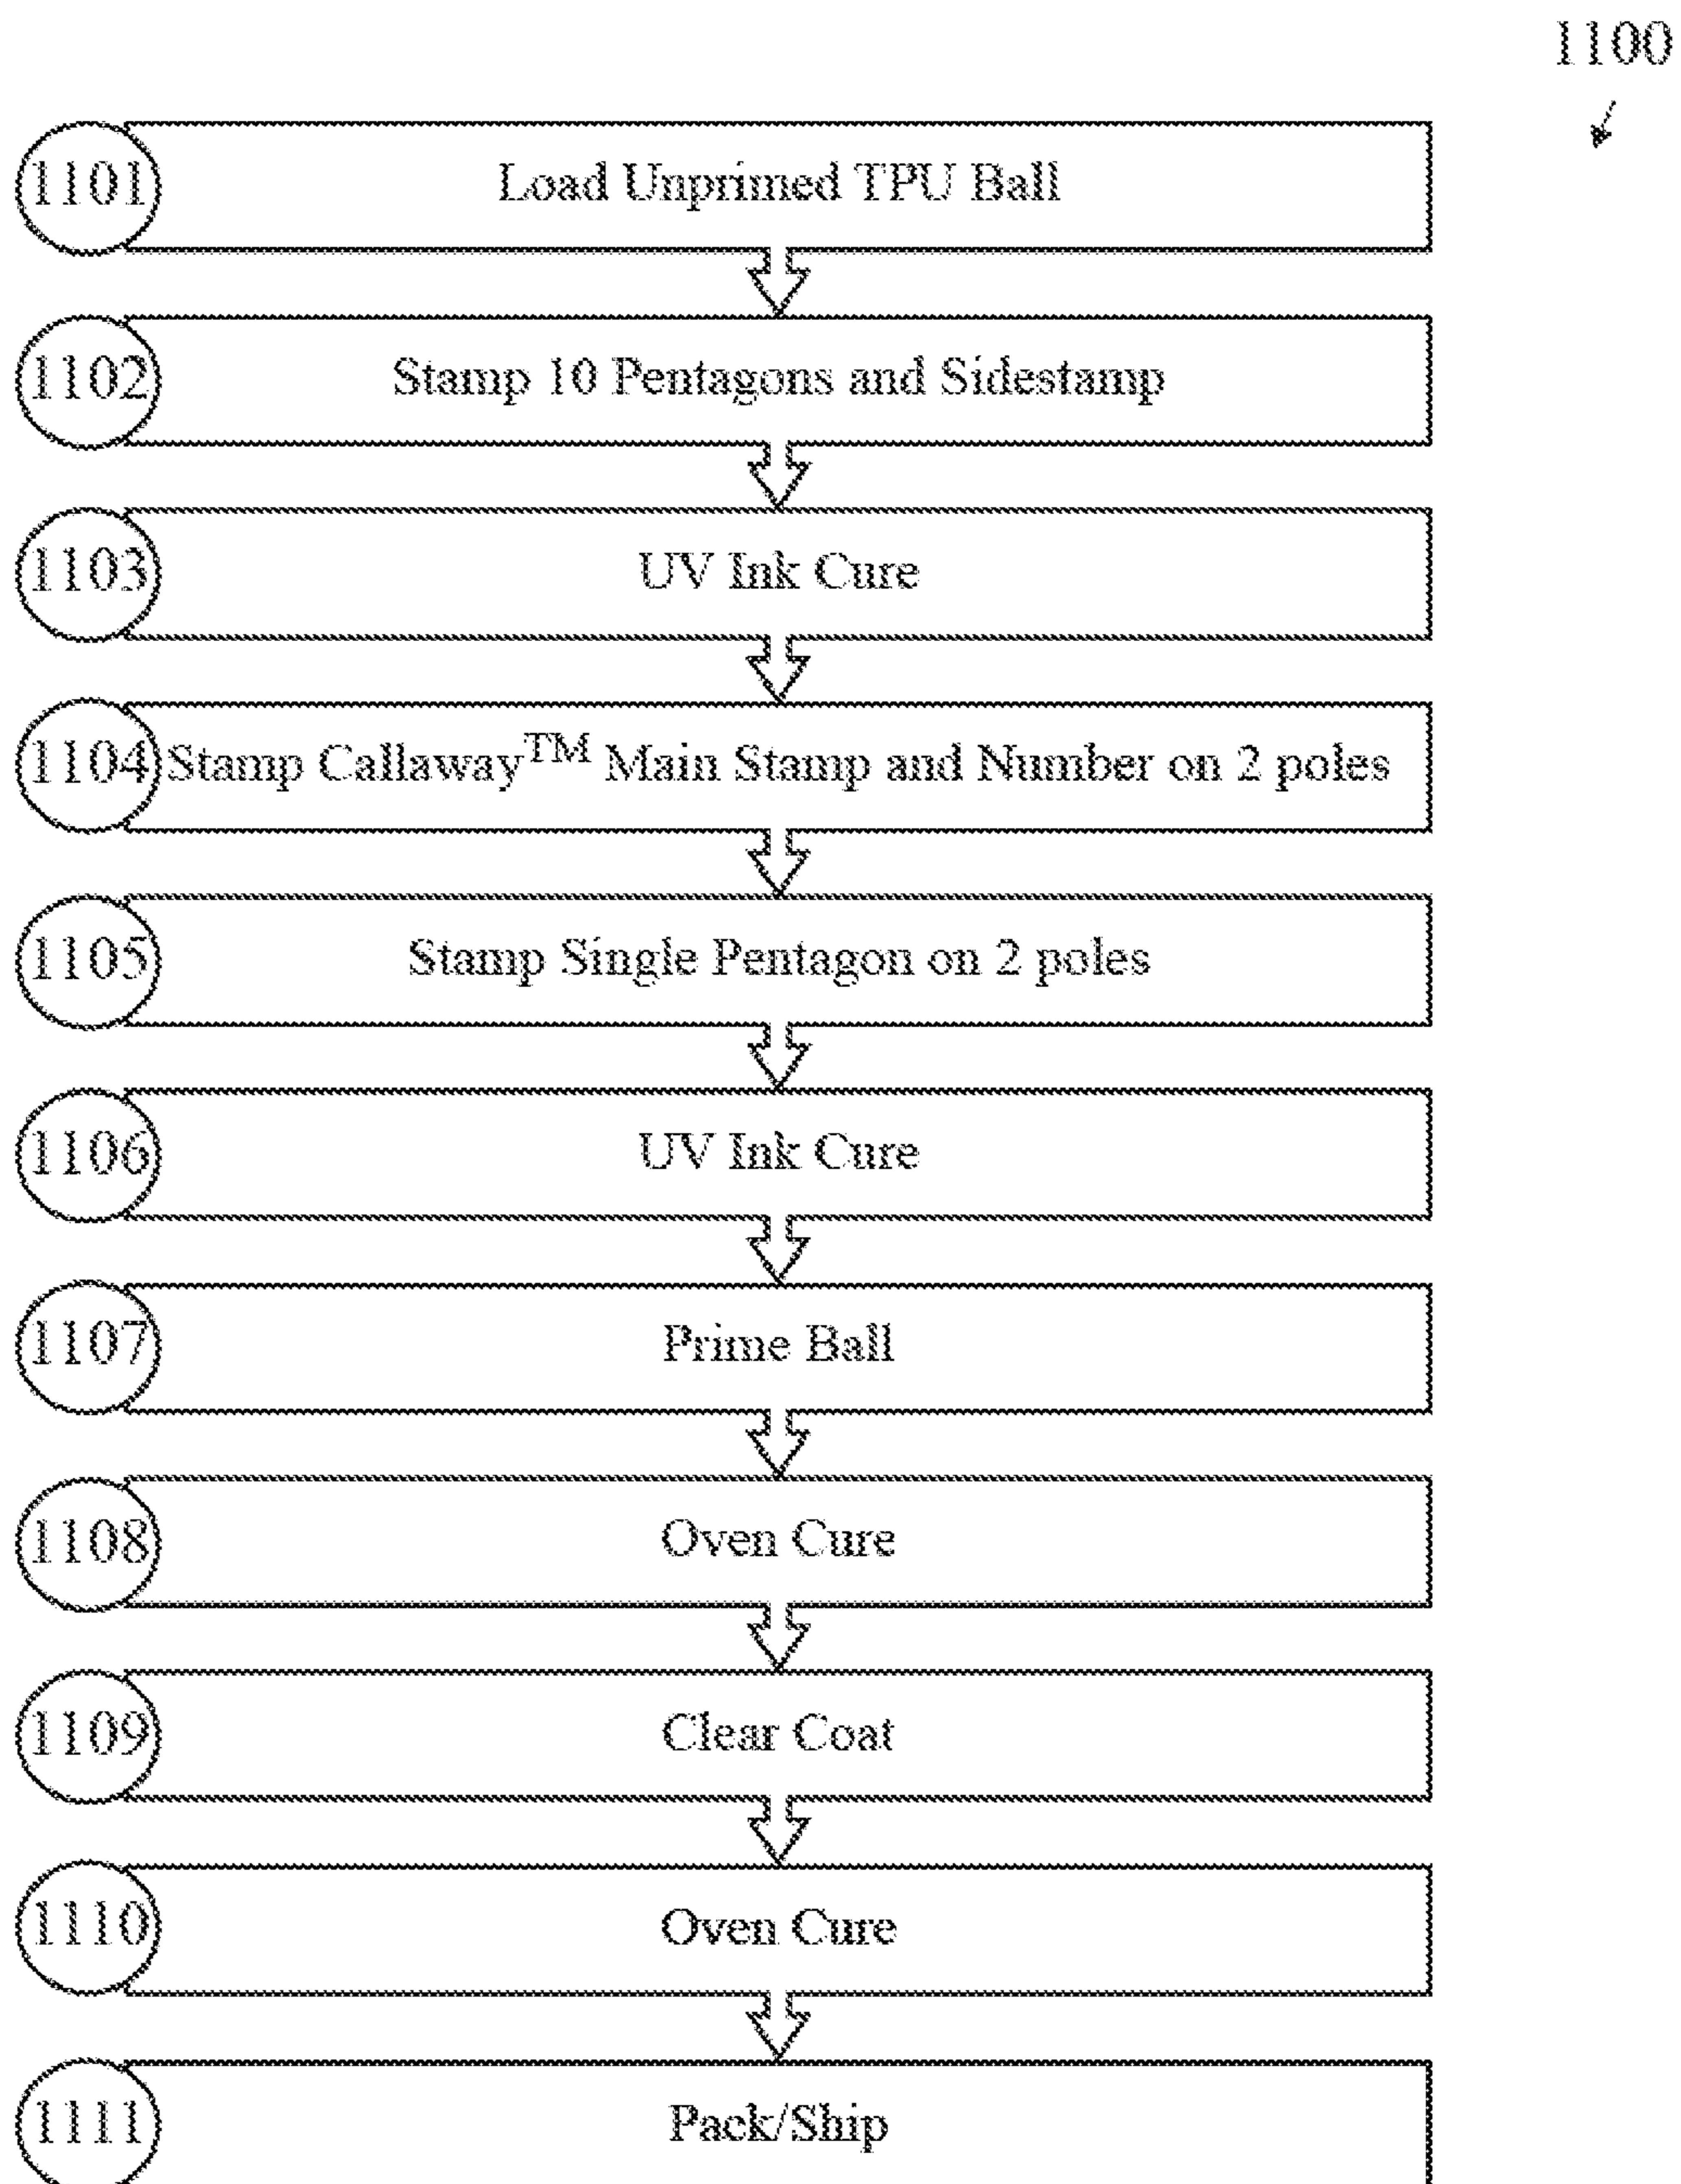 1100
1101 Load Unprimed TPU Ball
1102 Stamp 10 Pentagons and Sidestamp
1103 UV Ink Cure
1104 Stamp Callaway™ Main Stamp and Number on 2 poles
1105 Stamp Single Pentagon on 2 poles
1106 UV Ink Cure
1107 Prime Ball
1108 Oven Cure
1109 Clear Coat
1110 Oven Cure
1111 Pack/Ship